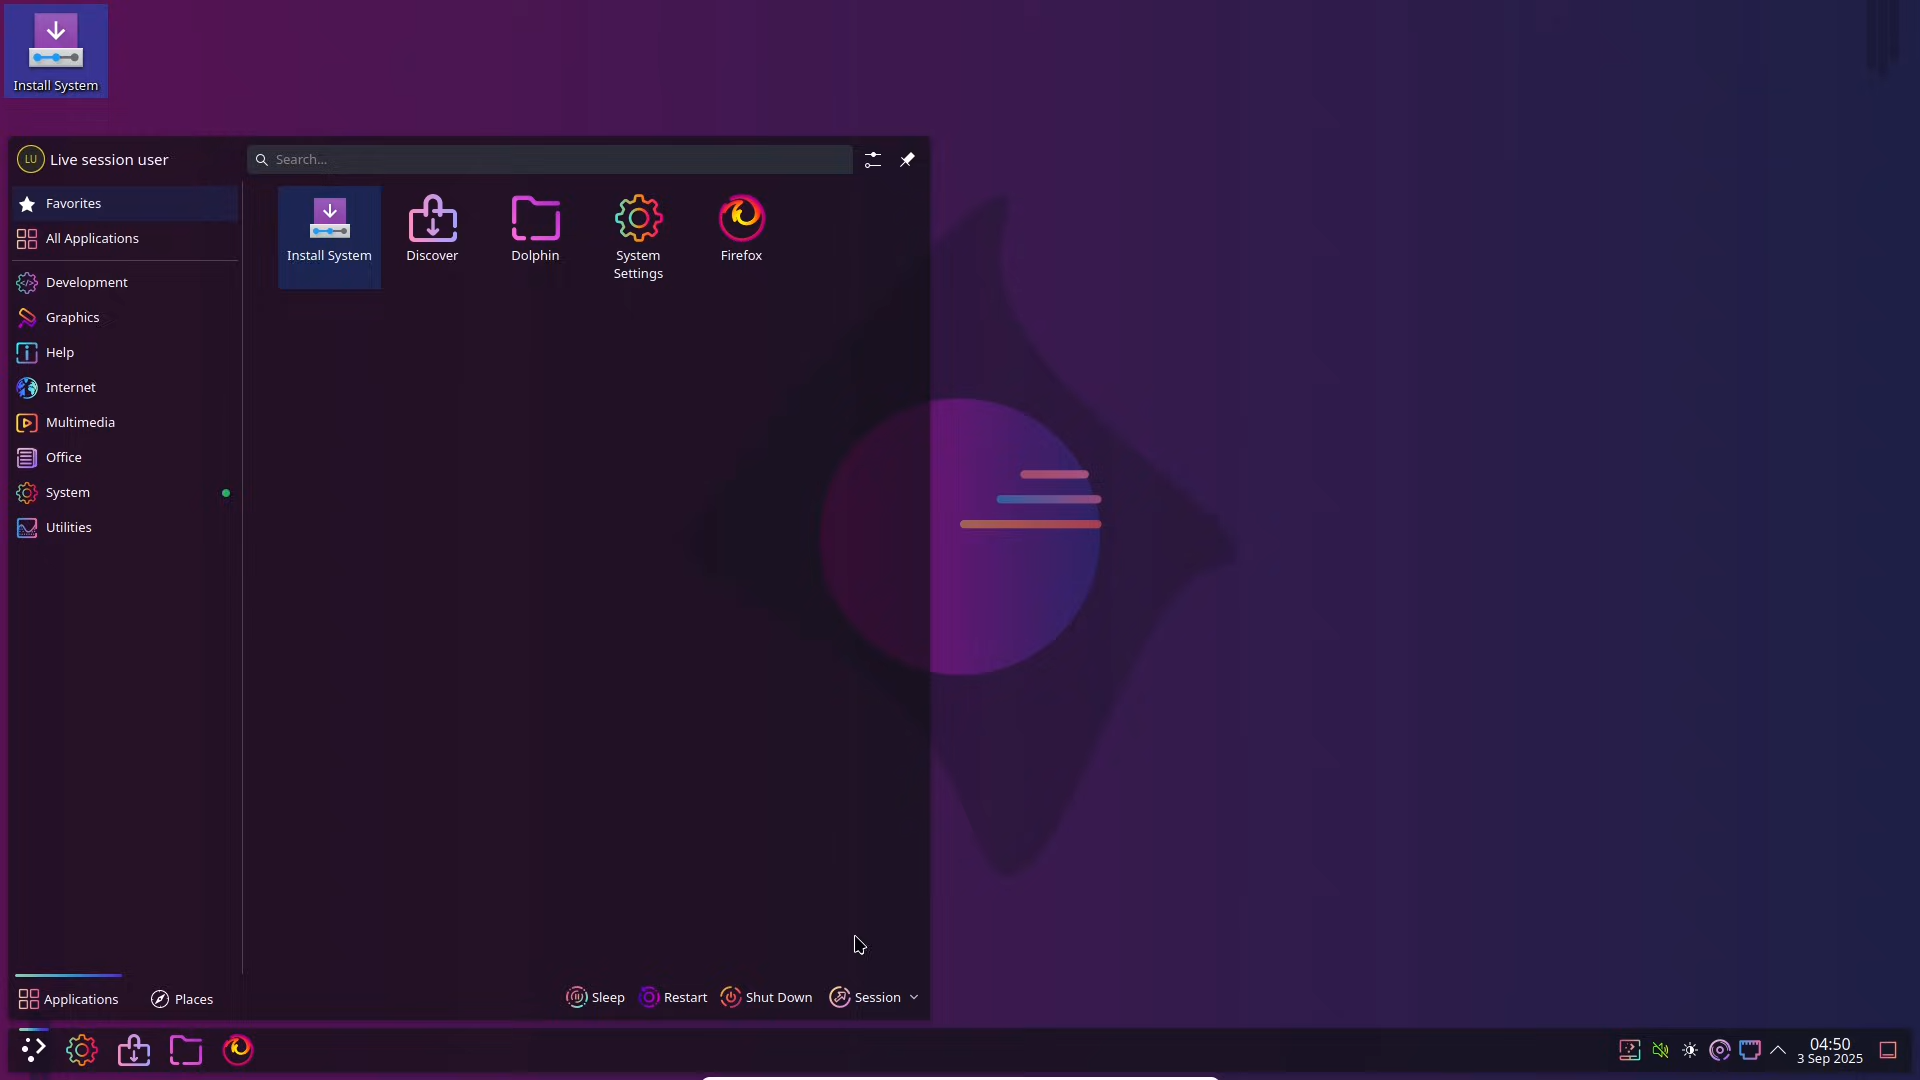 Install System
LU Live session user
Search...
Favorites
All Applications
Development
Graphics
Help
Internet
Multimedia
Office
System
Utilities
Install System
Discover
Dolphin
System
Settings
Firefox
Applications
Places
Sleep
Restart
Shut Down
Session
04:50
3 Sep 2025